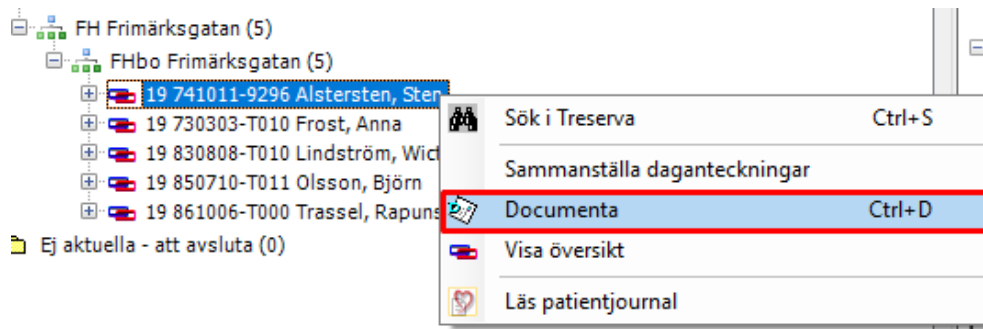 FH Frimärksgatan (5)
FHbo Frimärksgatan (5)
19 741011-9296 Alstersten, Sten
19 730303-T010 Frost, Anna
19 830808-T010 Lindström, Wict
19 850710-T011 Olsson, Björn
19 861006-T000 Trassel, Rapuns
Ej aktuella - att avsluta (0)
Sök i Treserva Ctrl+S
Sammanställa daganteckningar
Documenta Ctrl+D
Visa översikt
Läs patientjournal